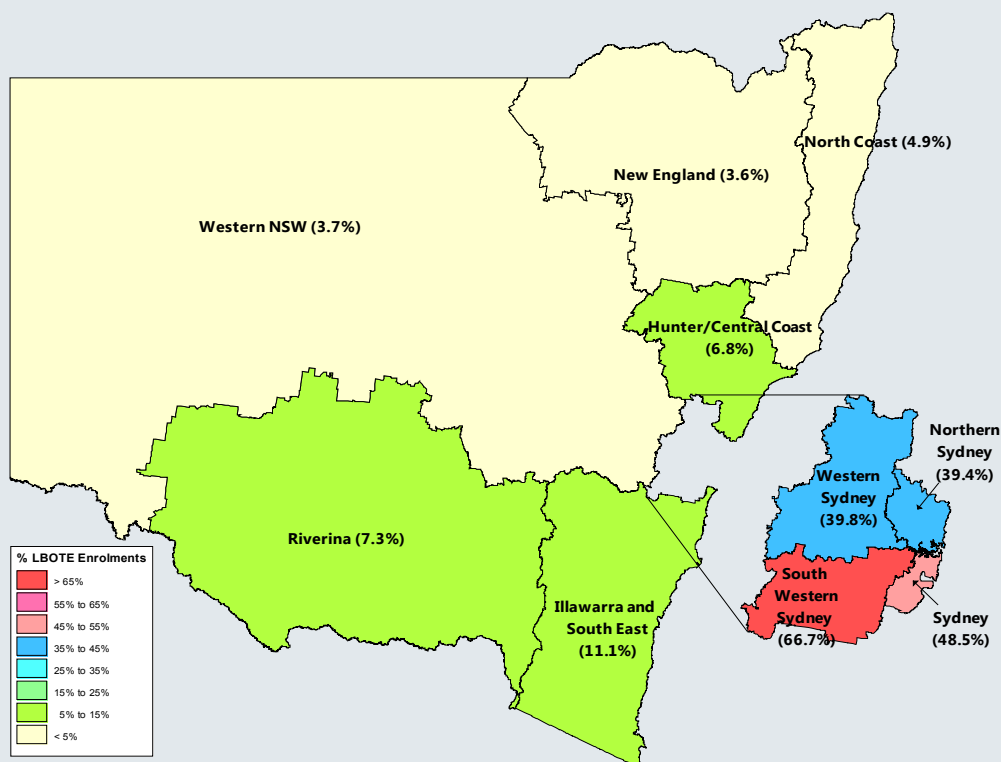 North Coast (4.9%)
New England (3.6%)
Western NSW (3.7%)
Hunter/Central Coast
(6.8%)
Northern
Sydney
(39.4%)
Western
Sydney
(39.8%)
Riverina (7.3%)
South
Western
Sydney
(66.7%)
Illawarra and
South East
(11.1%)
Sydney
(48.5%)
% LBOTE Enrolments
> 65%
55% to 65%
45% to 55%
35% to 45%
25% to 35%
15% to 25%
5% to 15%
< 5%